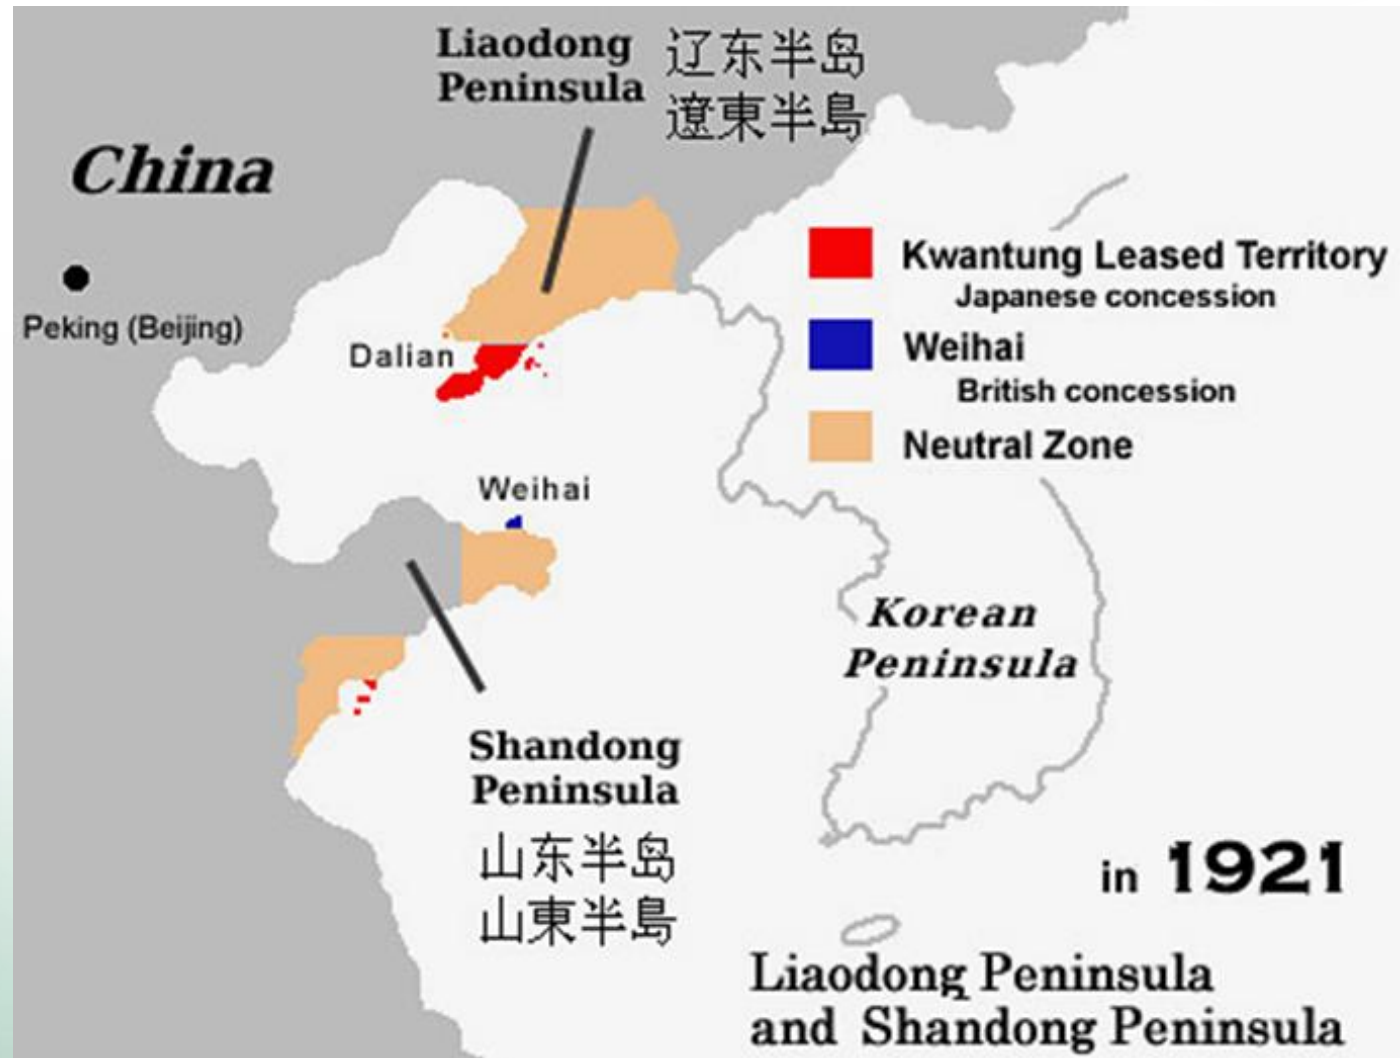 Liaodong
Peninsula
辽东半岛
遼東半島
China
Peking (Beijing)
Dalian
Kwantung Leased Territory
Japanese concession
Weihai
British concession
Neutral Zone
Weihai
Korean
Peninsula
Shandong
Peninsula
山东半岛
山東半島
in 1921
Liaodong Peninsula
and Shandong Peninsula